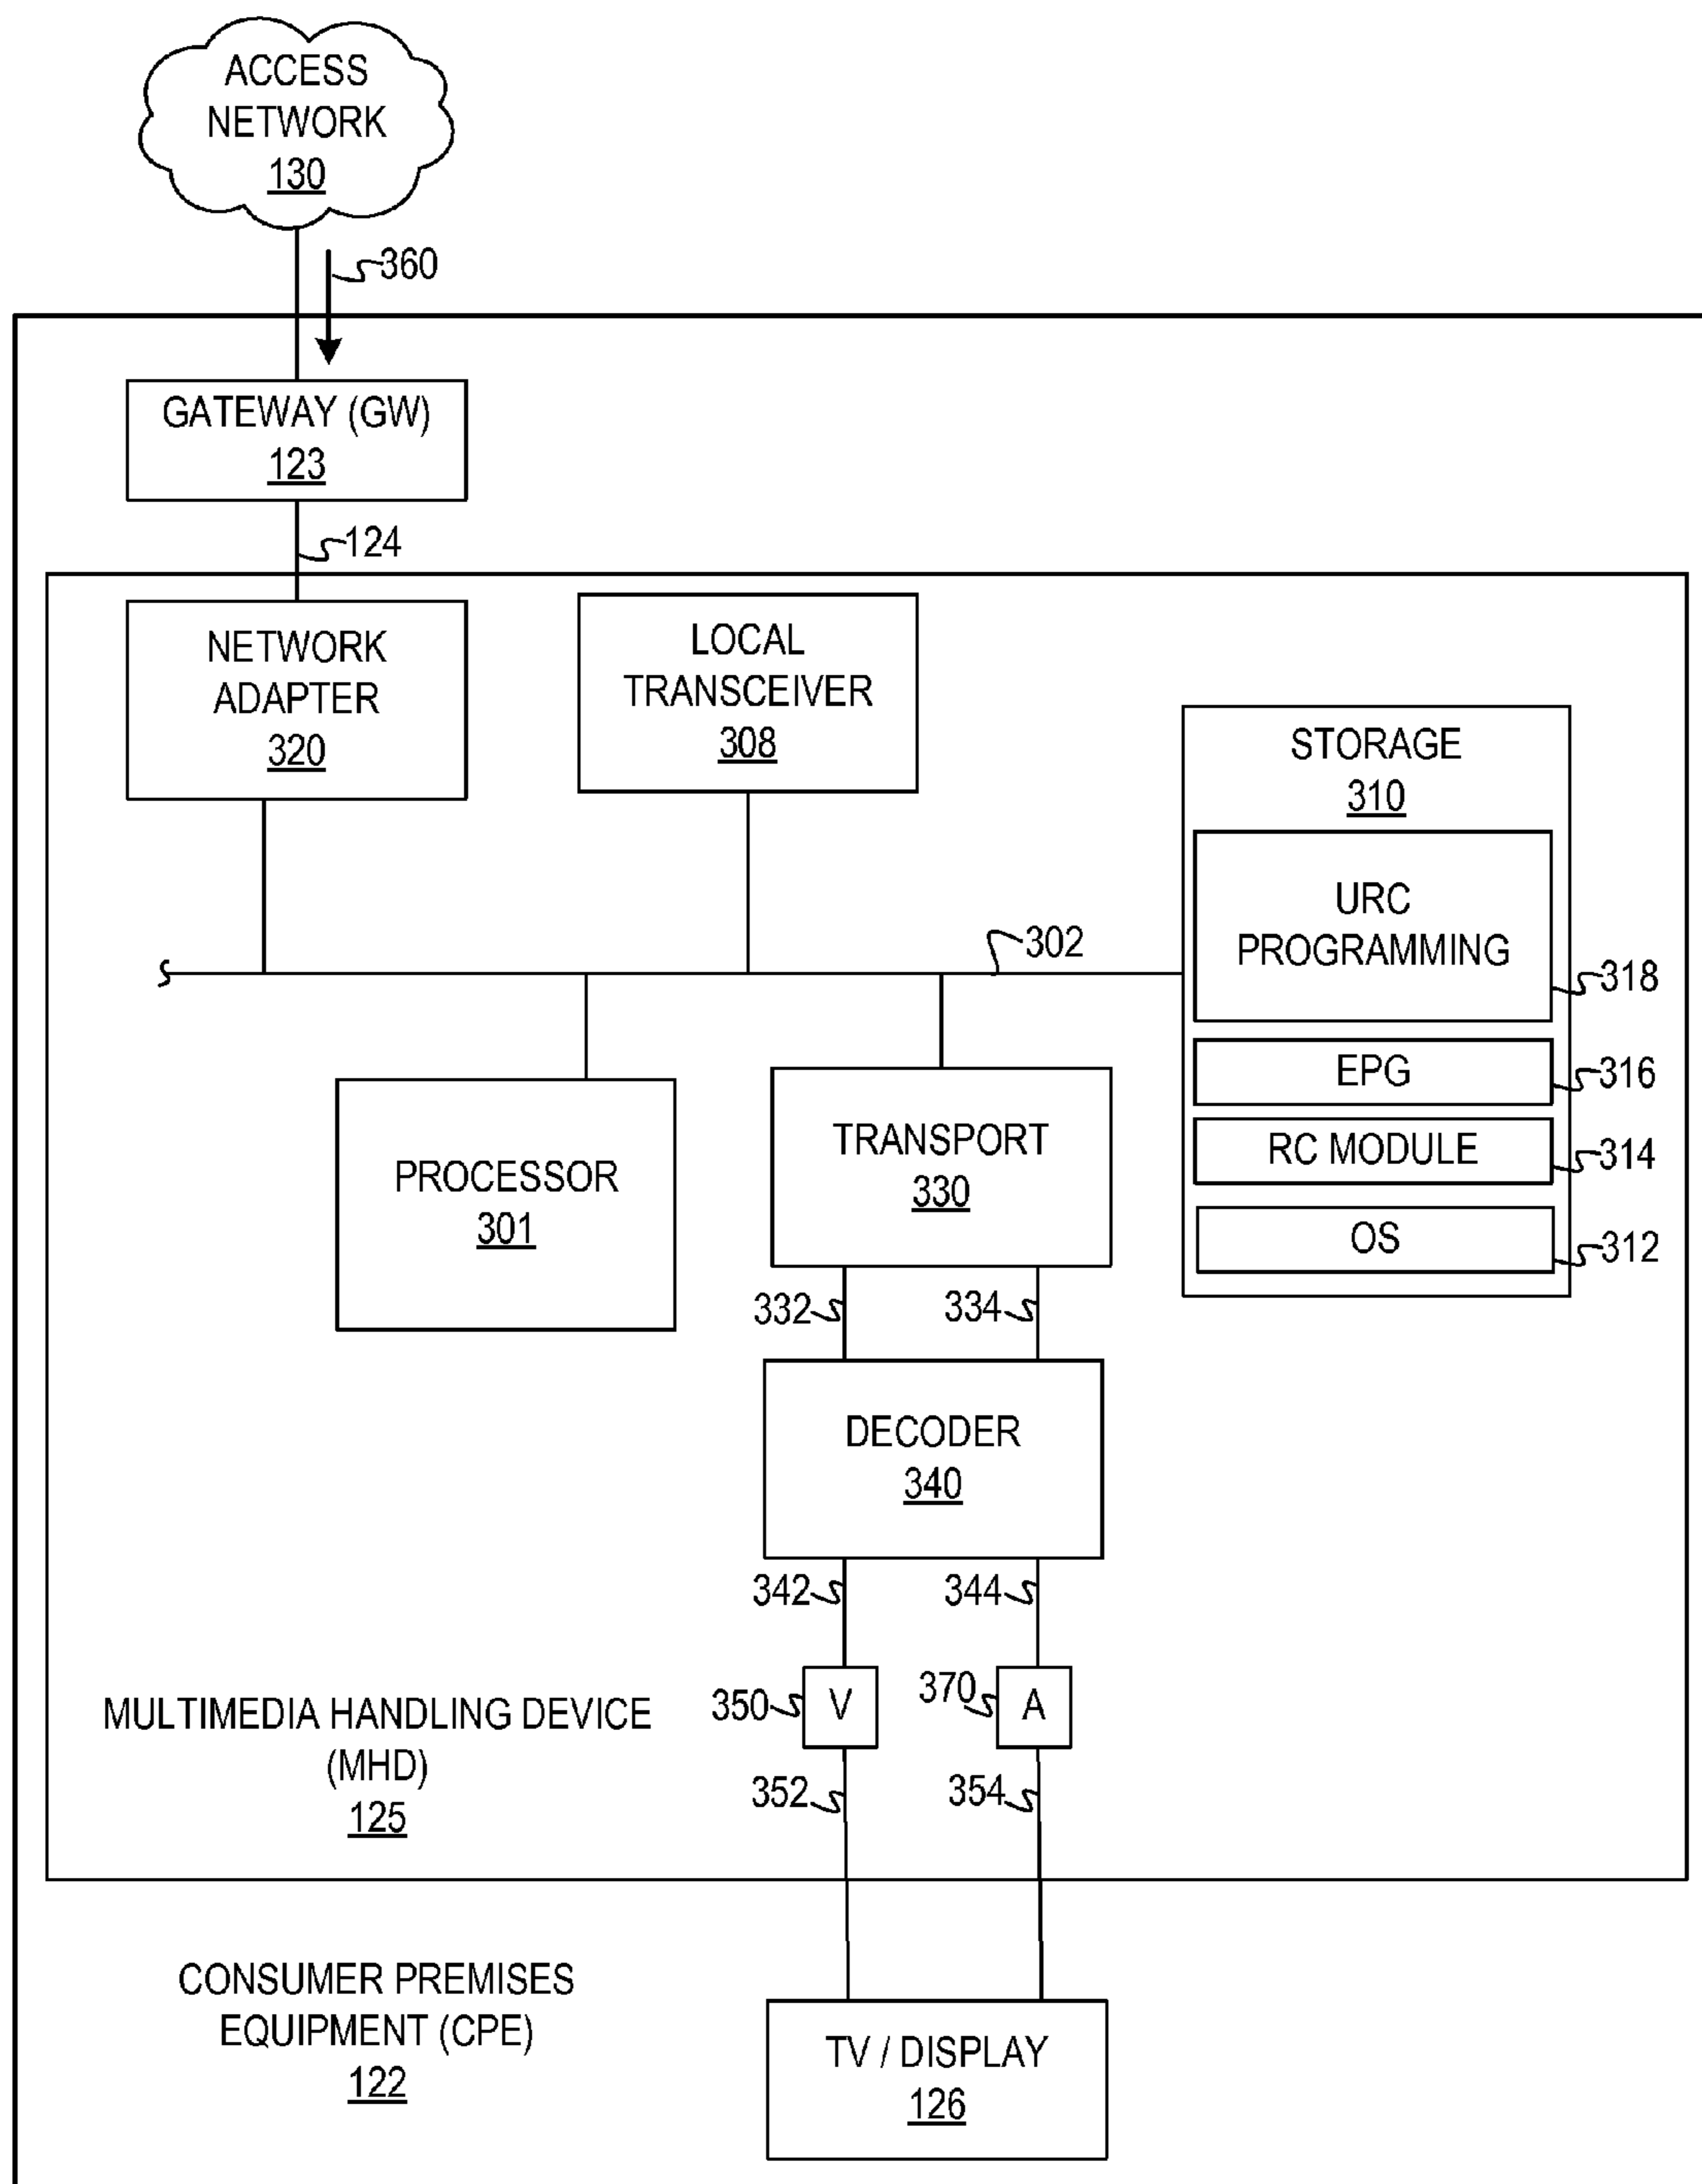 ACCESS
NETWORK
130
360
GATEWAY (GW)
123
124
NETWORK
ADAPTER
320
LOCAL
TRANSCEIVER
308
STORAGE
310
URC
PROGRAMMING
318
302
EPG
316
RC MODULE
314
OS
312
PROCESSOR
301
TRANSPORT
330
332
334
DECODER
340
342
344
350
V
370
A
352
354
MULTIMEDIA HANDLING DEVICE
(MHD)
125
CONSUMER PREMISES
EQUIPMENT (CPE)
122
TV / DISPLAY
126